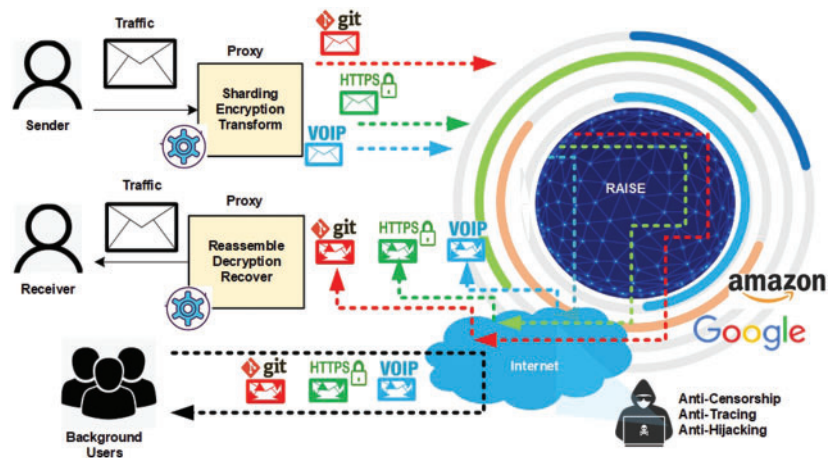 Traffic
Proxy
git
Sharding
Encryption
Transform
HTTPS
VOIP
Sender
RAISE
Traffic
Proxy
git
HTTPS
VOIP
Reassemble
Decryption
Recover
Receiver
amazon
Google
Internet
git
HTTPS
VOIP
Background
Users
Anti-Censorship
Anti-Tracing
Anti-Hijacking